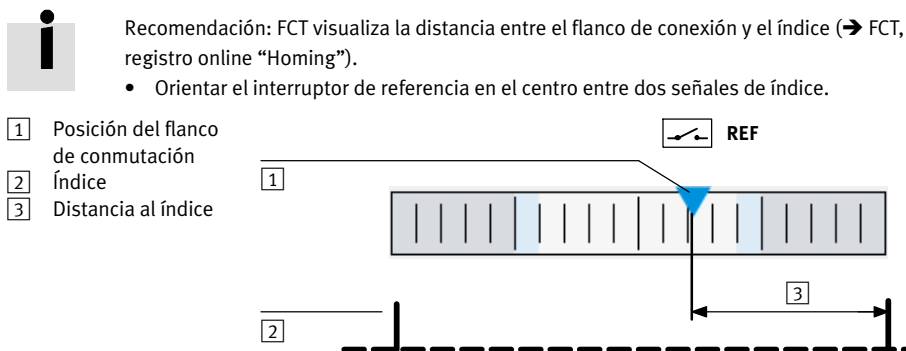 i
Recomendación: FCT visualiza la distancia entre el flanco de conexión y el índice (➔ FCT,
registro online “Homing”).
• Orientar el interruptor de referencia en el centro entre dos señales de índice.
1 Posición del flanco
de conmutación
2 Índice
3 Distancia al índice
REF
1
3
2